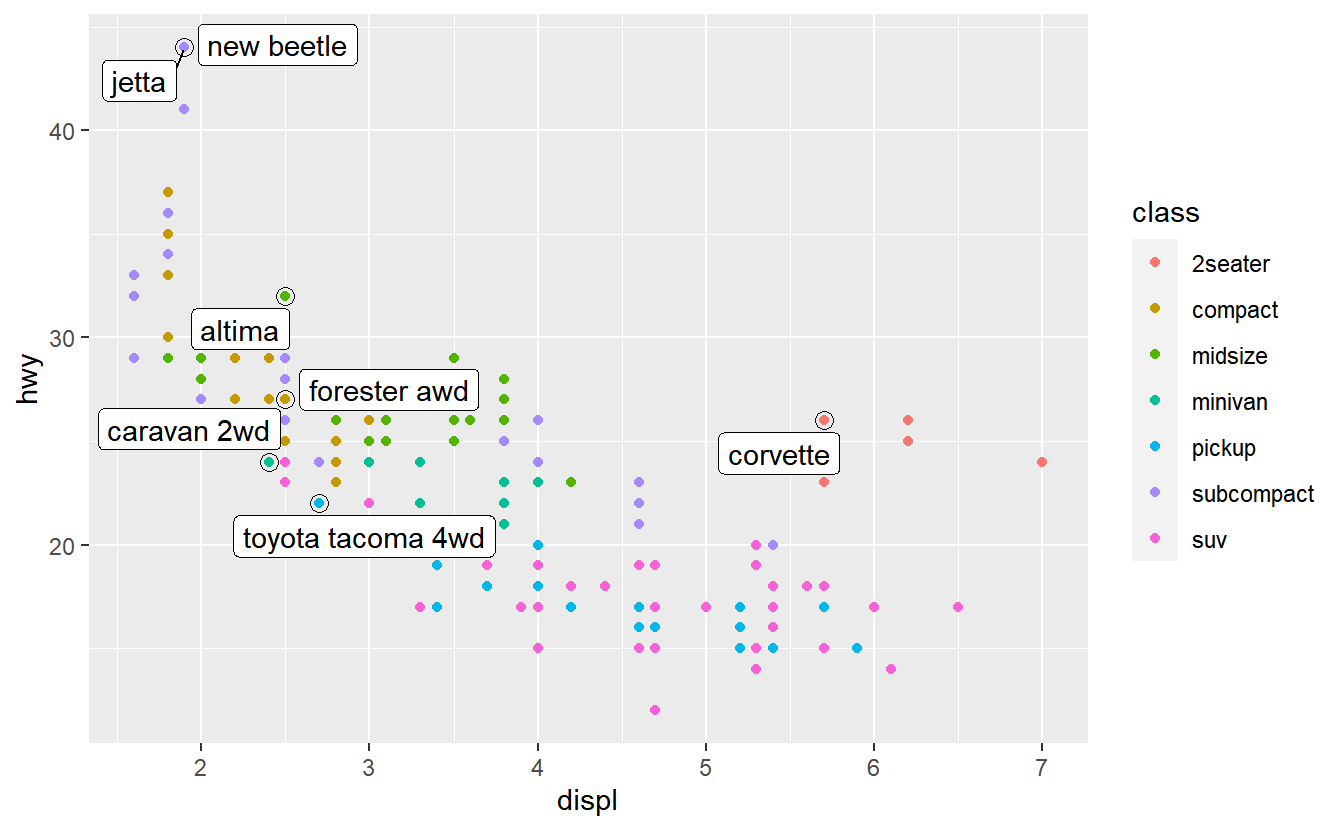 new beetle
jetta
40
altima
30
forester awd
caravan 2wd
corvette
toyota tacoma 4wd
20
hwy
2 3 4 5 6 7
displ
class
2seater
compact
midsize
minivan
pickup
subcompact
suv